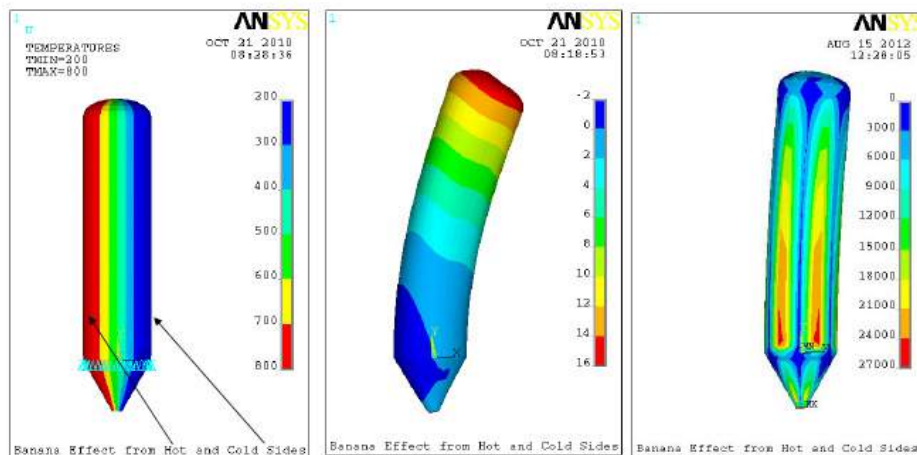 1
ANSYS
U
TEMPERATURES
TMIN=200
TMAX=800
OCT 21 2010
08:28:36
200
300
400
500
600
700
800
Banana Effect from Hot and Cold Sides
1
ANSYS
OCT 21 2010
08:18:53
-2
0
2
4
6
8
10
12
14
16
Y
X
Banana Effect from Hot and Cold Sides
1
ANSYS
AUG 15 2012
12:28:05
0
3000
6000
9000
12000
15000
18000
21000
24000
27000
MN
MX
Banana Effect from Hot and Cold Sides